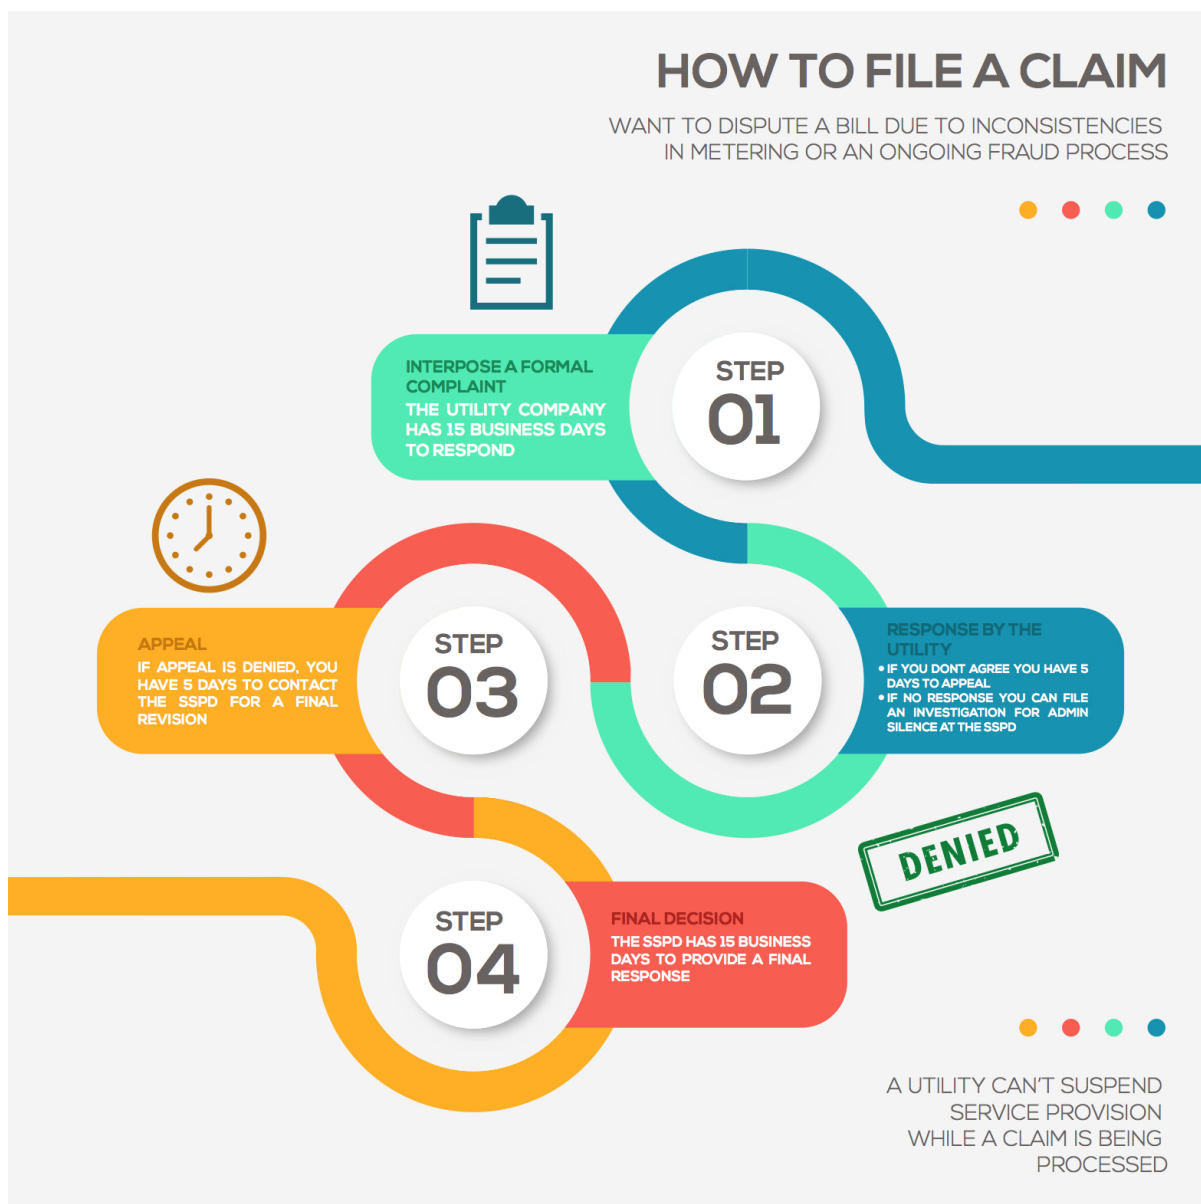 HOW TO FILE A CLAIM
WANT TO DISPUTE A BILL DUE TO INCONSISTENCIES
IN METERING OR AN ONGOING FRAUD PROCESS
STEP
01
INTERPOSE A FORMAL
COMPLAINT
THE UTILITY COMPANY
HAS 15 BUSINESS DAYS
TO RESPOND
STEP
02
RESPONSE BY THE
UTILITY
• IF YOU DONT AGREE YOU HAVE 5
DAYS TO APPEAL
• IF NO RESPONSE YOU CAN FILE
AN INVESTIGATION FOR ADMIN
SILENCE AT THE SSPD
STEP
03
APPEAL
IF APPEAL IS DENIED, YOU
HAVE 5 DAYS TO CONTACT
THE SSPD FOR A FINAL
REVISION
DENIED
STEP
04
FINAL DECISION
THE SSPD HAS 15 BUSINESS
DAYS TO PROVIDE A FINAL
RESPONSE
A UTILITY CAN'T SUSPEND
SERVICE PROVISION
WHILE A CLAIM IS BEING
PROCESSED